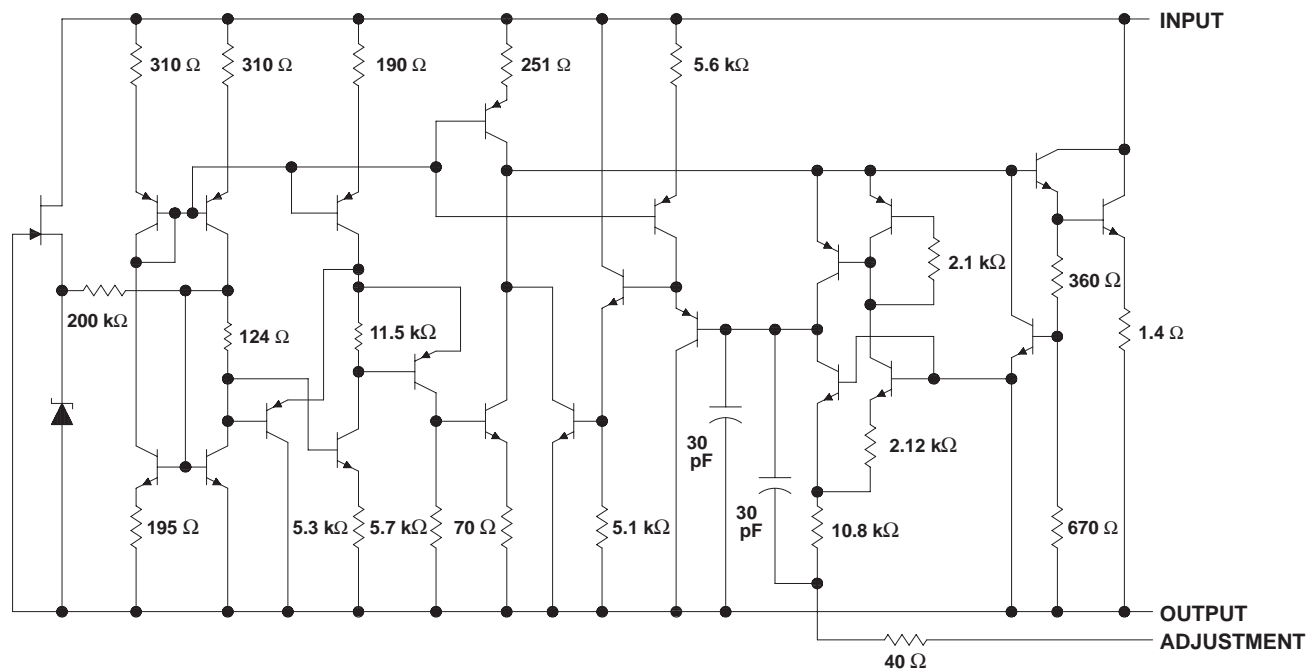 INPUT
310 Ω
310 Ω
190 Ω
251 Ω
5.6 kΩ
200 kΩ
124 Ω
11.5 kΩ
2.1 kΩ
360 Ω
1.4 Ω
30
pF
2.12 kΩ
195 Ω
5.3 kΩ
5.7 kΩ
70 Ω
5.1 kΩ
30
pF
10.8 kΩ
670 Ω
OUTPUT
ADJUSTMENT
40 Ω